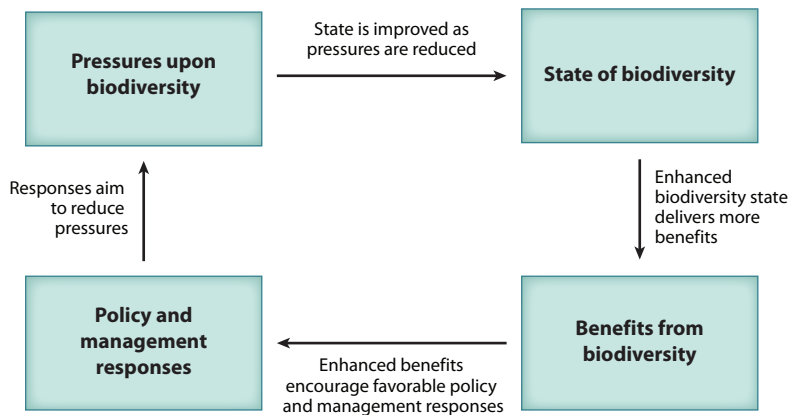 Pressures upon
biodiversity
State is improved as
pressures are reduced
State of biodiversity
Enhanced
biodiversity state
delivers more
benefits
Benefits from
biodiversity
Enhanced benefits
encourage favorable policy
and management responses
Policy and
management
responses
Responses aim
to reduce
pressures